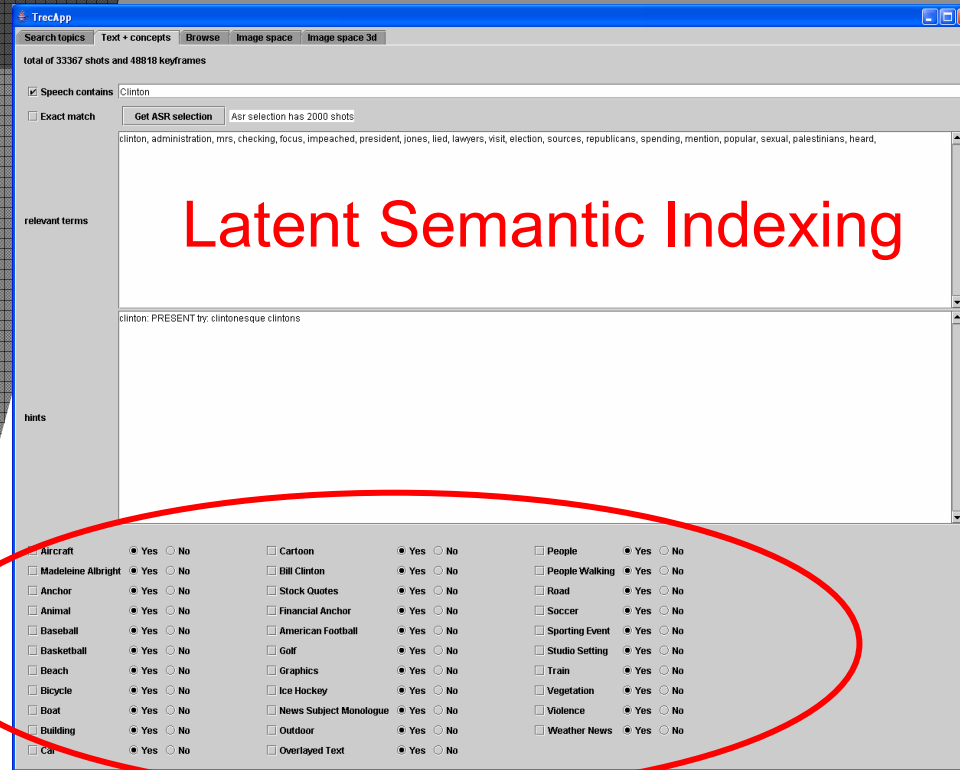 TrecApp
Search topics Text + concepts Browse Image space Image space 3d
total of 33367 shots and 48818 keyframes
Speech contains Clinton
Exact match Get ASR selection Asr selection has 2000 shots
clinton, administration, mrs, checking, focus, impeached, president, jones, lied, lawyers, visit, election, sources, republicans, spending, mention, popular, sexual, palestinians, heard,
relevant terms
Latent Semantic Indexing
clinton: PRESENT try: clintonesque clintons
hints
Aircraft Yes No Cartoon Yes No People Yes No
Madeleine Albright Yes No Bill Clinton Yes No People Walking Yes No
Anchor Yes No Stock Quotes Yes No Road Yes No
Animal Yes No Financial Anchor Yes No Soccer Yes No
Baseball Yes No American Football Yes No Sporting Event Yes No
Basketball Yes No Golf Yes No Studio Setting Yes No
Beach Yes No Graphics Yes No Train Yes No
Bicycle Yes No Ice Hockey Yes No Vegetation Yes No
Boat Yes No News Subject Monologue Yes No Violence Yes No
Building Yes No Outdoor Yes No Weather News Yes No
Car Yes No Overlayed Text Yes No